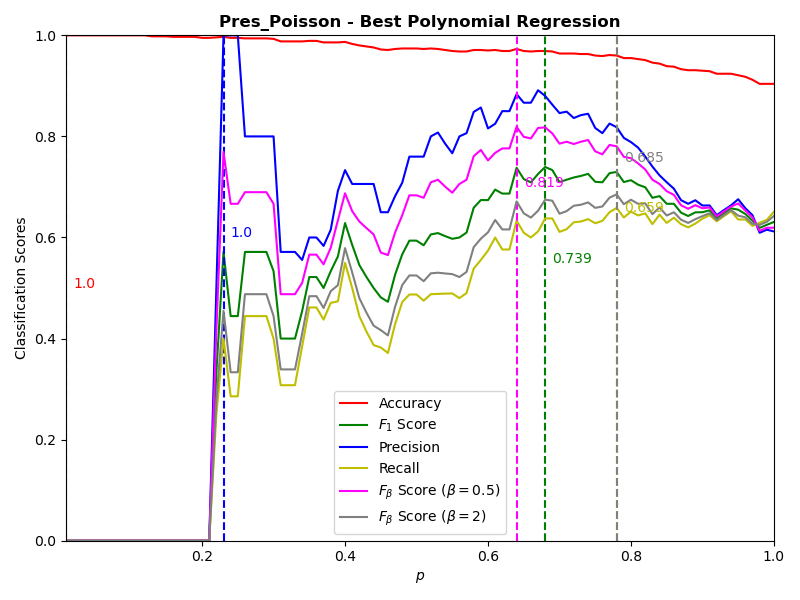 Pres_Poisson - Best Polynomial Regression
Classification Scores
1.0
0.8
0.6
0.4
0.2
0.0
1.0
1.0
0.819
0.739
0.685
0.659
Accuracy
F₁ Score
Precision
Recall
Fᵦ Score (β = 0.5)
Fᵦ Score (β = 2)
0.2 0.4 0.6 0.8 1.0
p